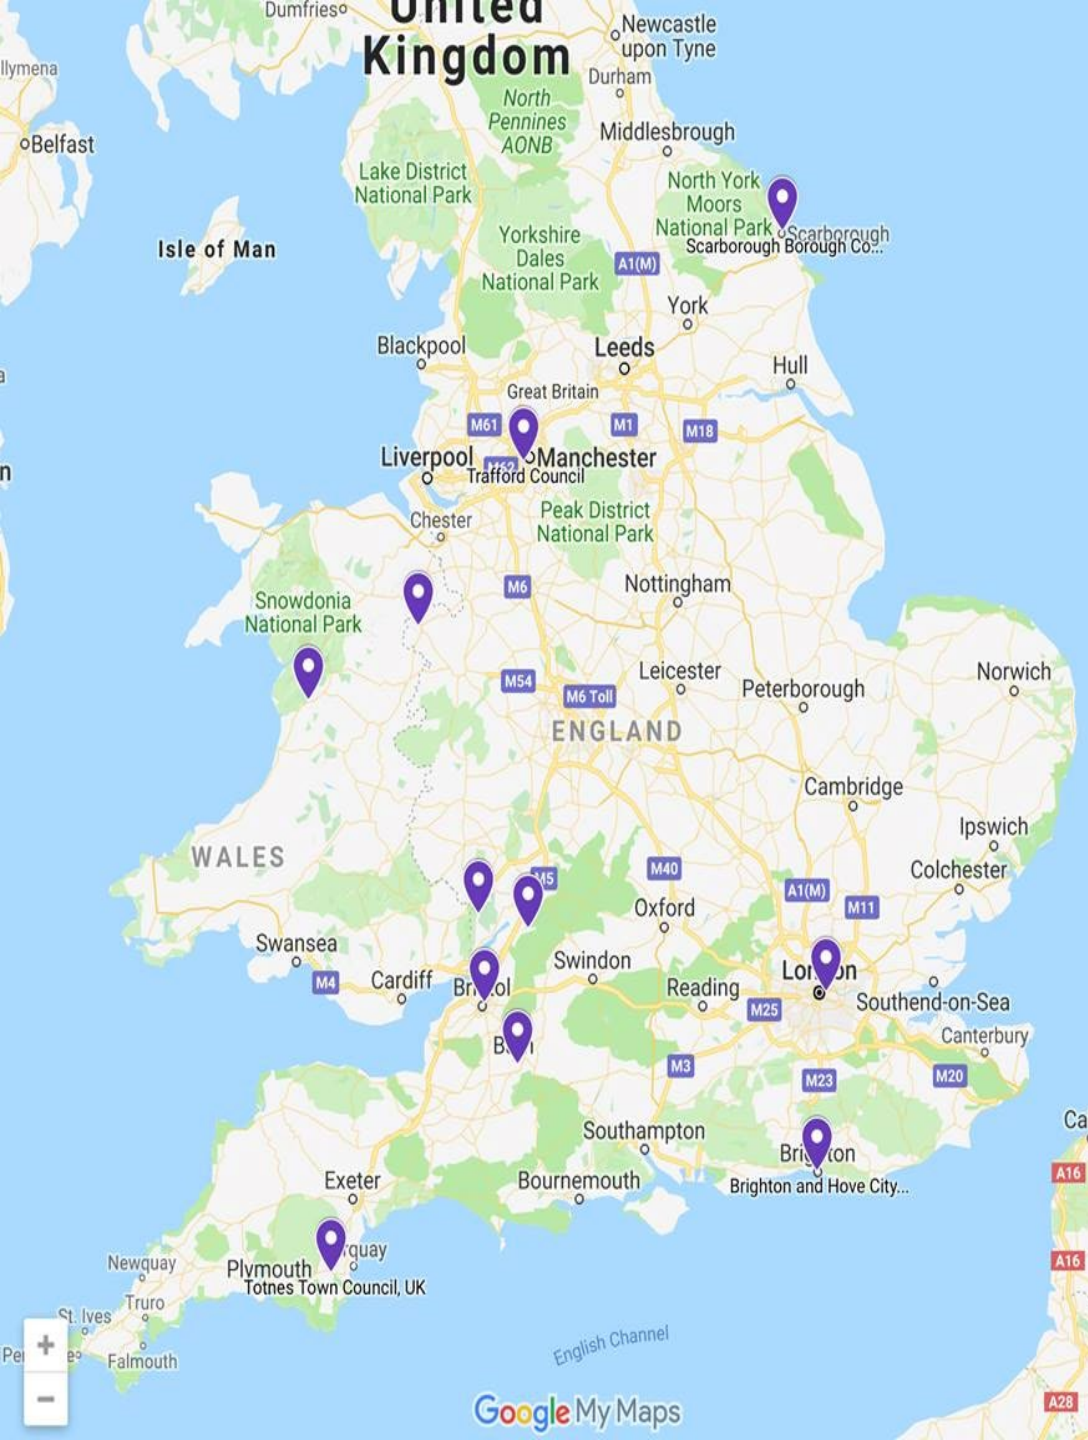 United
Kingdom
Dumfries
Newcastle
upon Tyne
Durham
North
Pennines
AONB
llymena
Belfast
Middlesbrough
Lake District
National Park
North York
Moors
National Park
Scarborough
Scarborough Borough Co...
Isle of Man
Yorkshire
Dales
National Park
A1(M)
York
Blackpool
Leeds
Hull
Great Britain
M61
M1
M18
Liverpool
M62
Manchester
Trafford Council
Chester
Peak District
National Park
M6
Nottingham
Snowdonia
National Park
M54
M6 Toll
Leicester
Peterborough
Norwich
ENGLAND
Cambridge
Ipswich
WALES
M5
M40
A1(M)
M11
Colchester
Oxford
Swansea
M4
Cardiff
Swindon
Reading
M25
Southend-on-Sea
Canterbury
M3
M23
M20
Southampton
Brighton and Hove City...
Ca
A16
Exeter
Bournemouth
rquay
Plymouth
Totnes Town Council, UK
Newquay
A16
Truro
St. Ives
Falmouth
English Channel
+
−
Google My Maps
A28